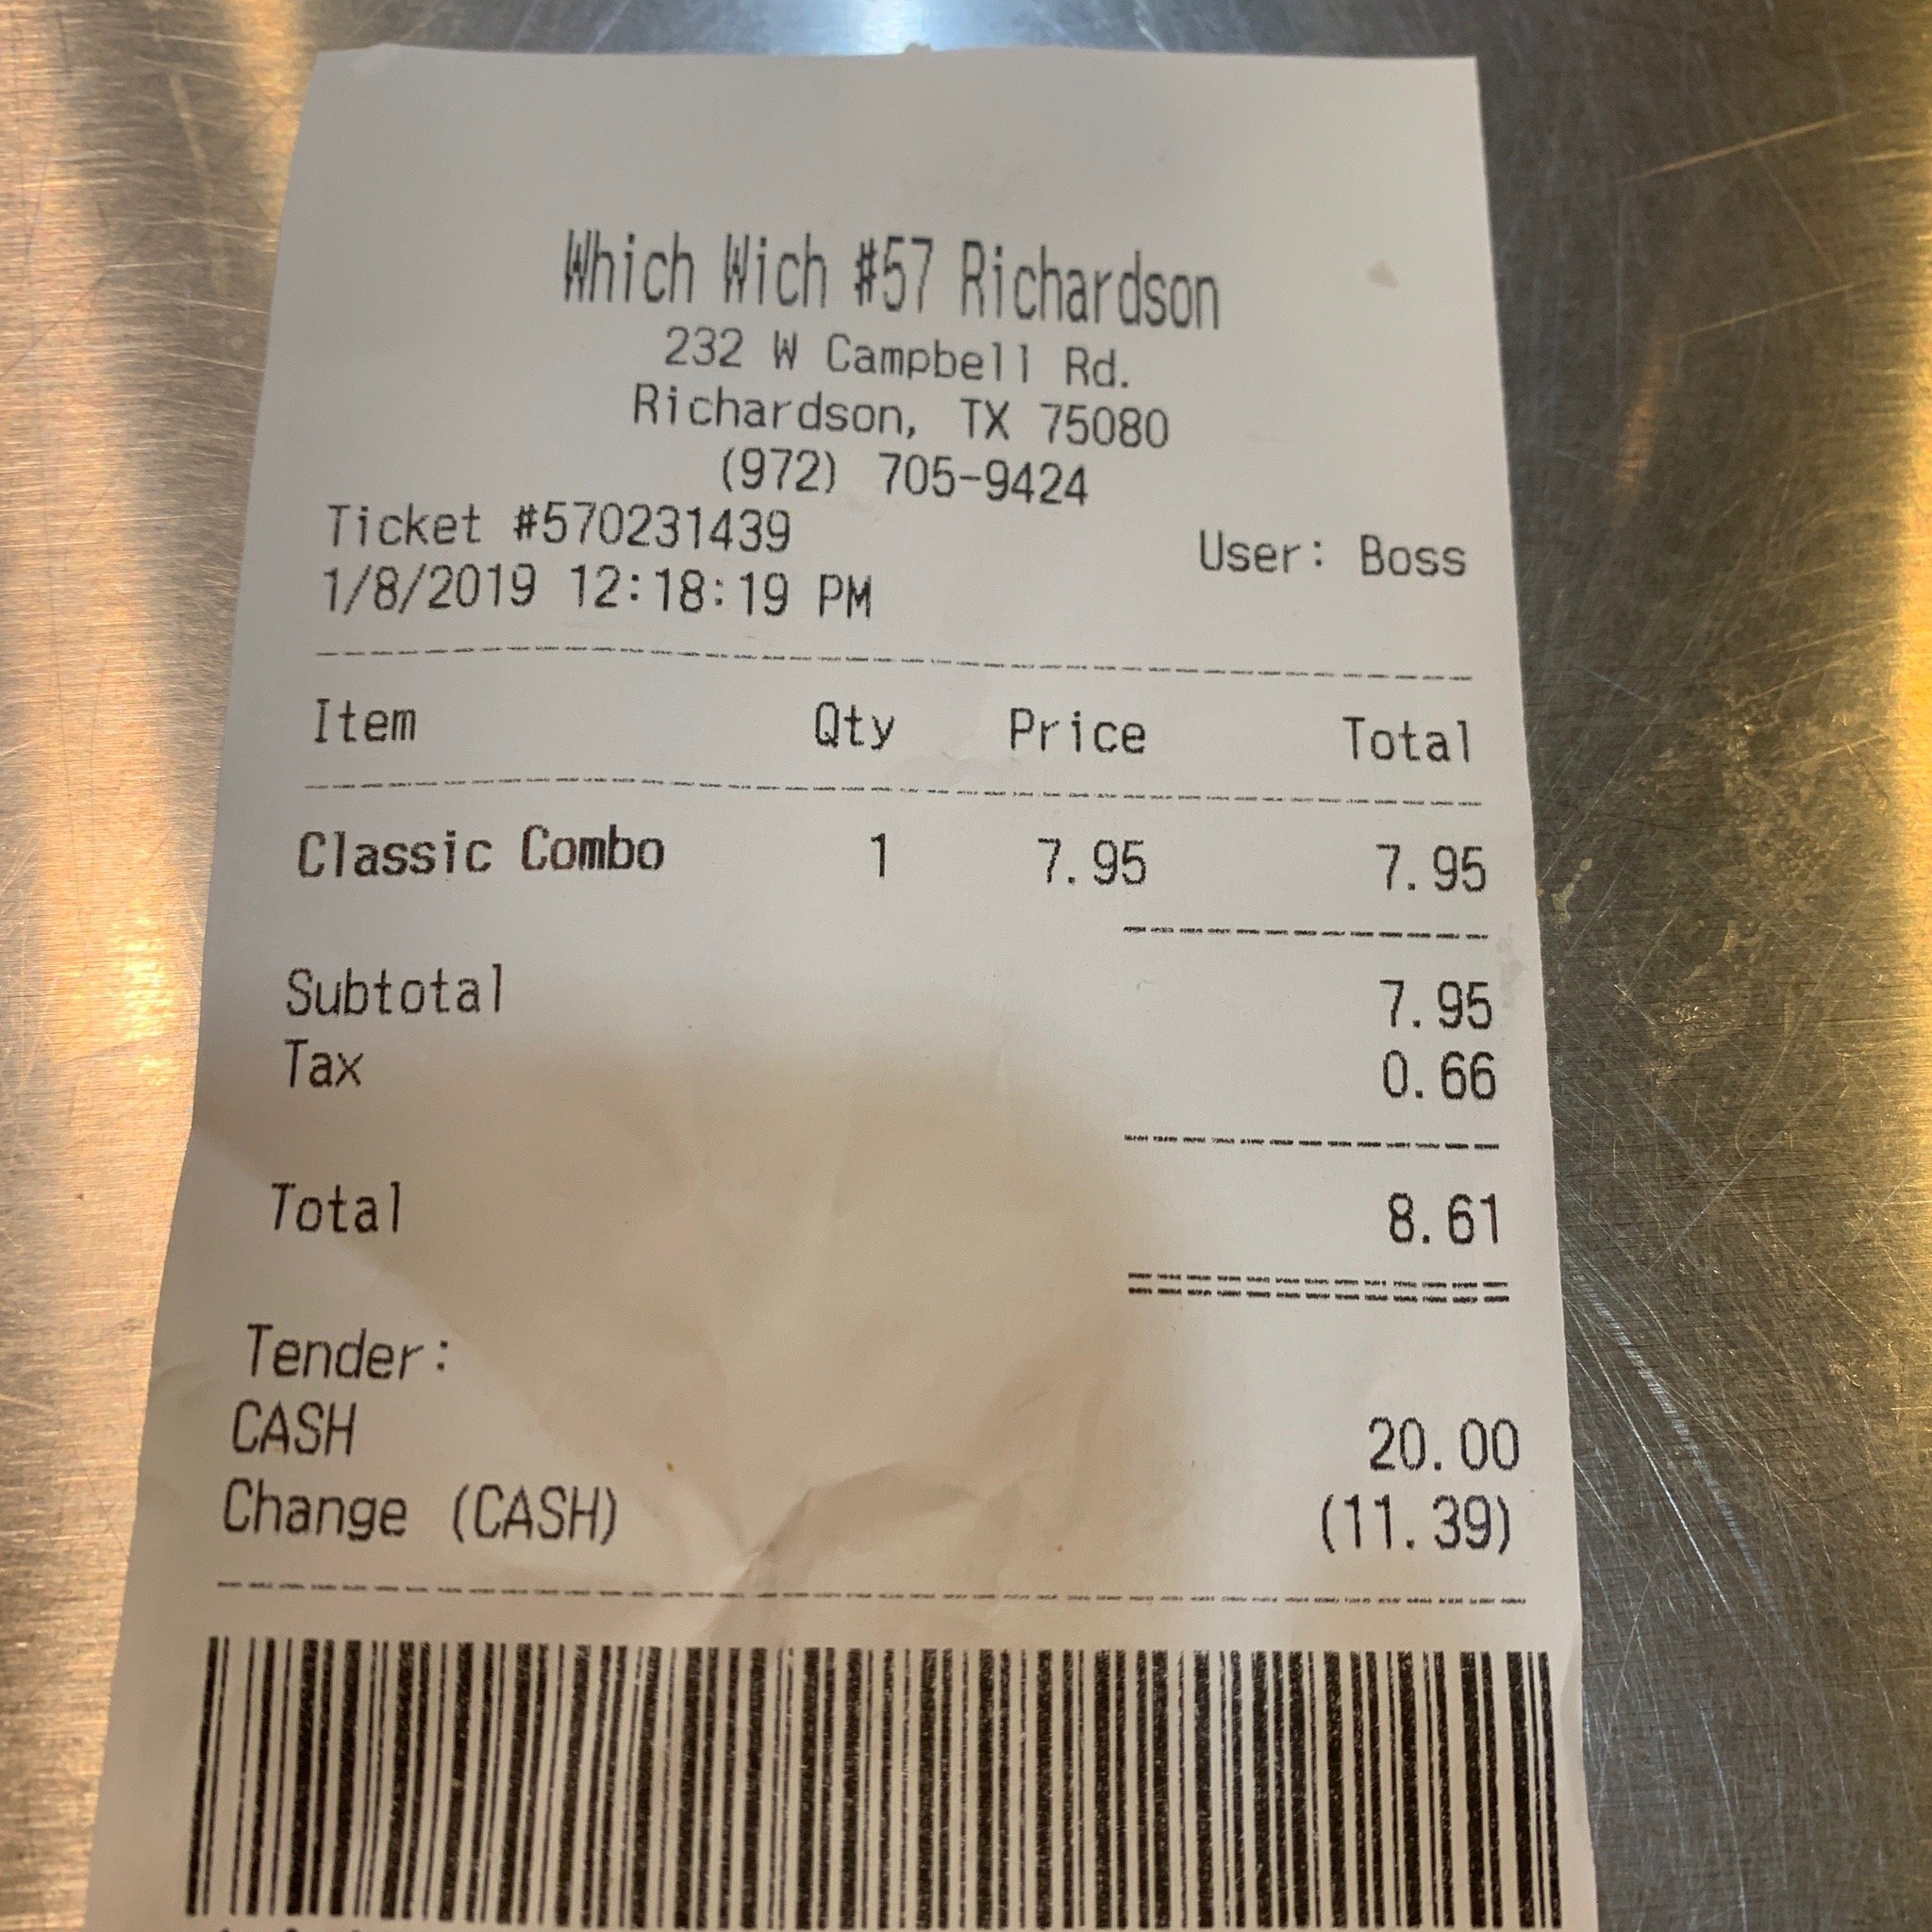 Which Wich #57 Richardson
232 W Campbell Rd.
Richardson, TX 75080
(972) 705-9424
Ticket #570231439
User: Boss
1/8/2019 12:18:19 PM
Item Qty Price Total
Classic Combo 1 7.95 7.95
Subtotal 7.95
Tax 0.66
Total 8.61
Tender:
CASH 20.00
Change (CASH) (11.39)